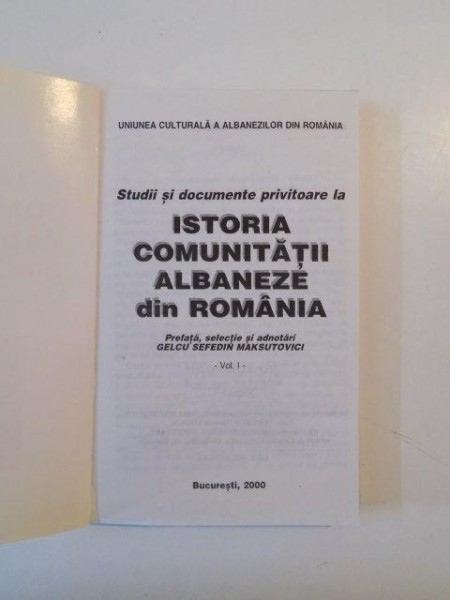 UNIUNEA CULTURALĂ A ALBANEZILOR DIN ROMÂNIA
Studii și documente privitoare la
ISTORIA
COMUNITĂȚII
ALBANEZE
din ROMÂNIA
Prefață, selecție și adnotări
GELCU SEFEDIN MAKSUTOVICI
- Vol. I -
București, 2000